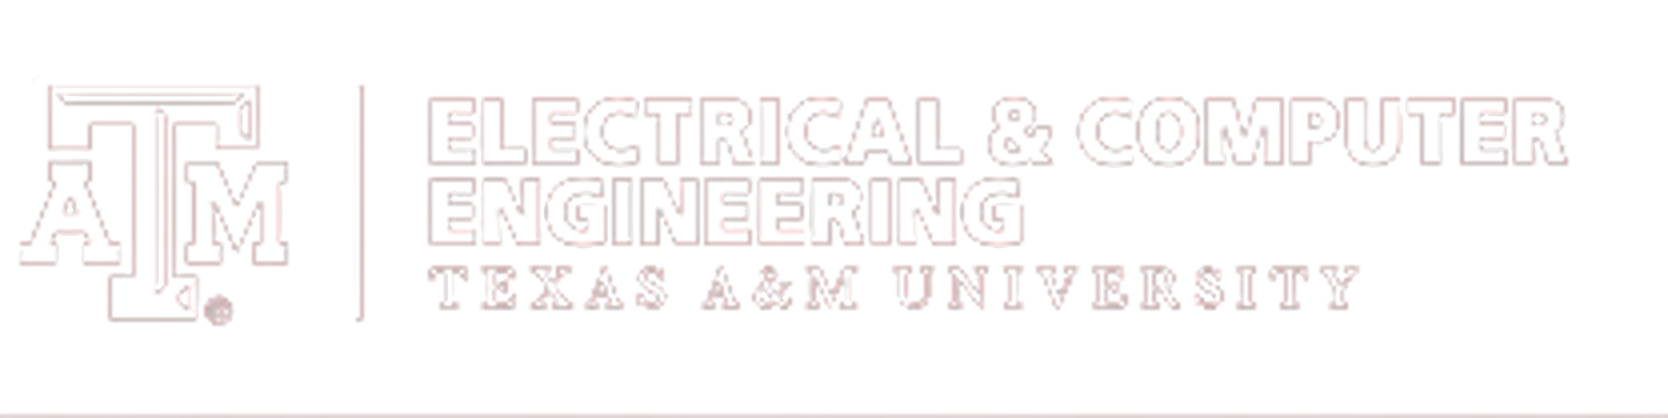 ATM®
ELECTRICAL & COMPUTER
ENGINEERING
TEXAS A&M UNIVERSITY